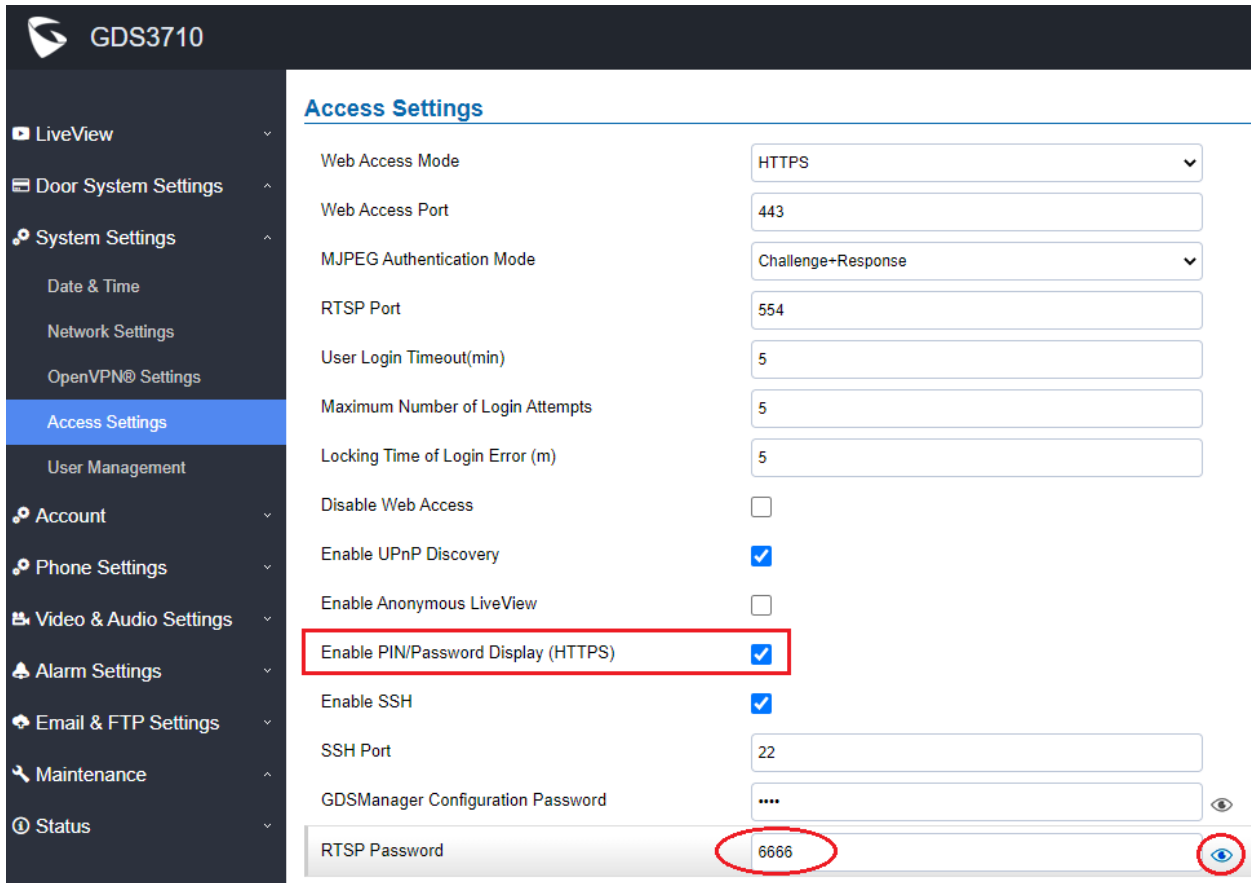 GDS3710
LiveView
Door System Settings
System Settings
Date & Time
Network Settings
OpenVPN® Settings
Access Settings
User Management
Account
Phone Settings
Video & Audio Settings
Alarm Settings
Email & FTP Settings
Maintenance
Status
Access Settings
Web Access Mode HTTPS
Web Access Port 443
MJPEG Authentication Mode Challenge+Response
RTSP Port 554
User Login Timeout(min) 5
Maximum Number of Login Attempts 5
Locking Time of Login Error (m) 5
Disable Web Access
Enable UPnP Discovery
Enable Anonymous LiveView
Enable PIN/Password Display (HTTPS)
Enable SSH
SSH Port 22
GDSManager Configuration Password ••••
RTSP Password 6666